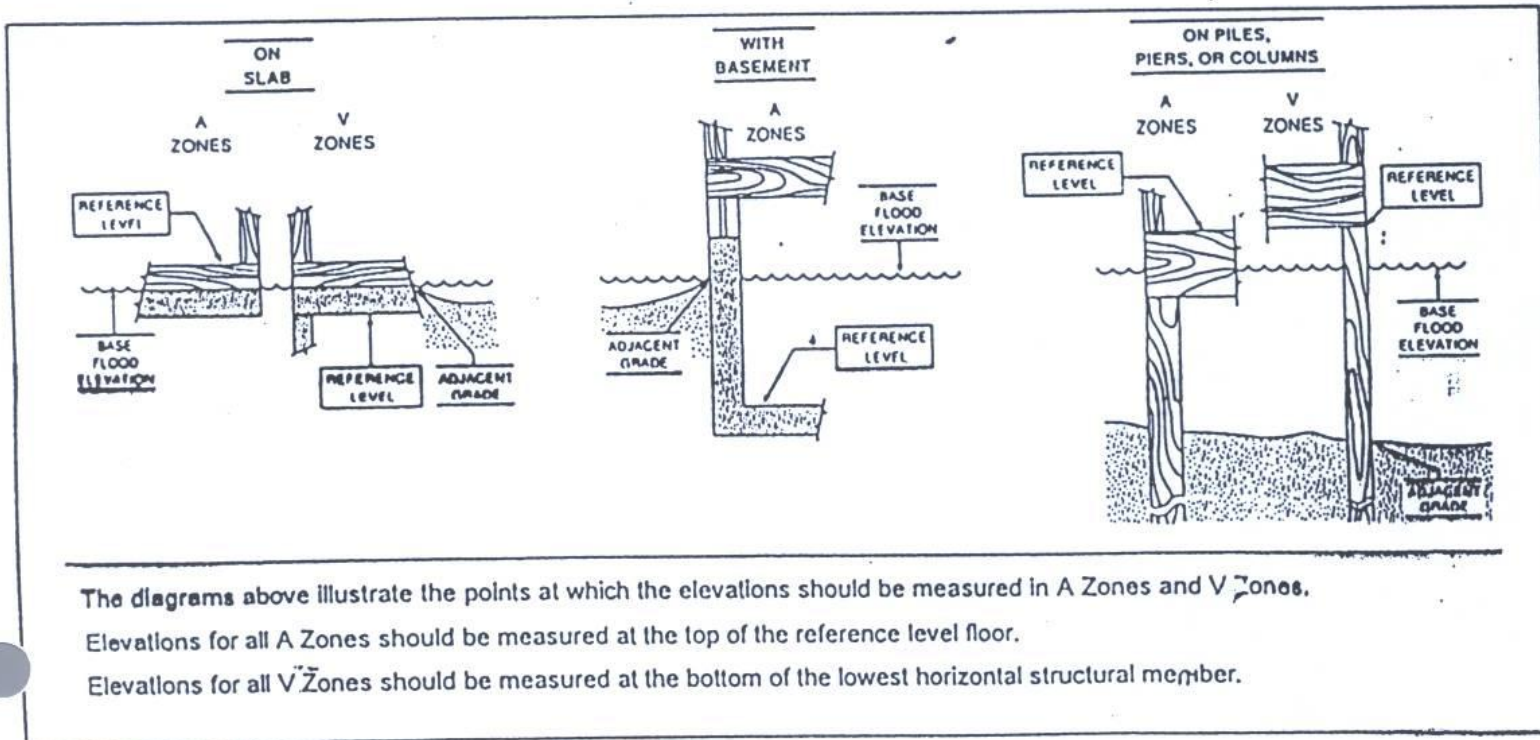 ON
SLAB
A
ZONES
V
ZONES
REFERENCE
LEVEL
BASE
FLOOD
ELEVATION
REFERENCE
LEVEL
ADJACENT
GRADE
WITH
BASEMENT
A
ZONES
BASE
FLOOD
ELEVATION
ADJACENT
GRADE
REFERENCE
LEVEL
ON PILES,
PIERS, OR COLUMNS
A
ZONES
V
ZONES
REFERENCE
LEVEL
REFERENCE
LEVEL
BASE
FLOOD
ELEVATION
ADJACENT
GRADE
The diagrams above illustrate the points at which the elevations should be measured in A Zones and V Zones.
Elevations for all A Zones should be measured at the top of the reference level floor.
Elevations for all V Zones should be measured at the bottom of the lowest horizontal structural member.